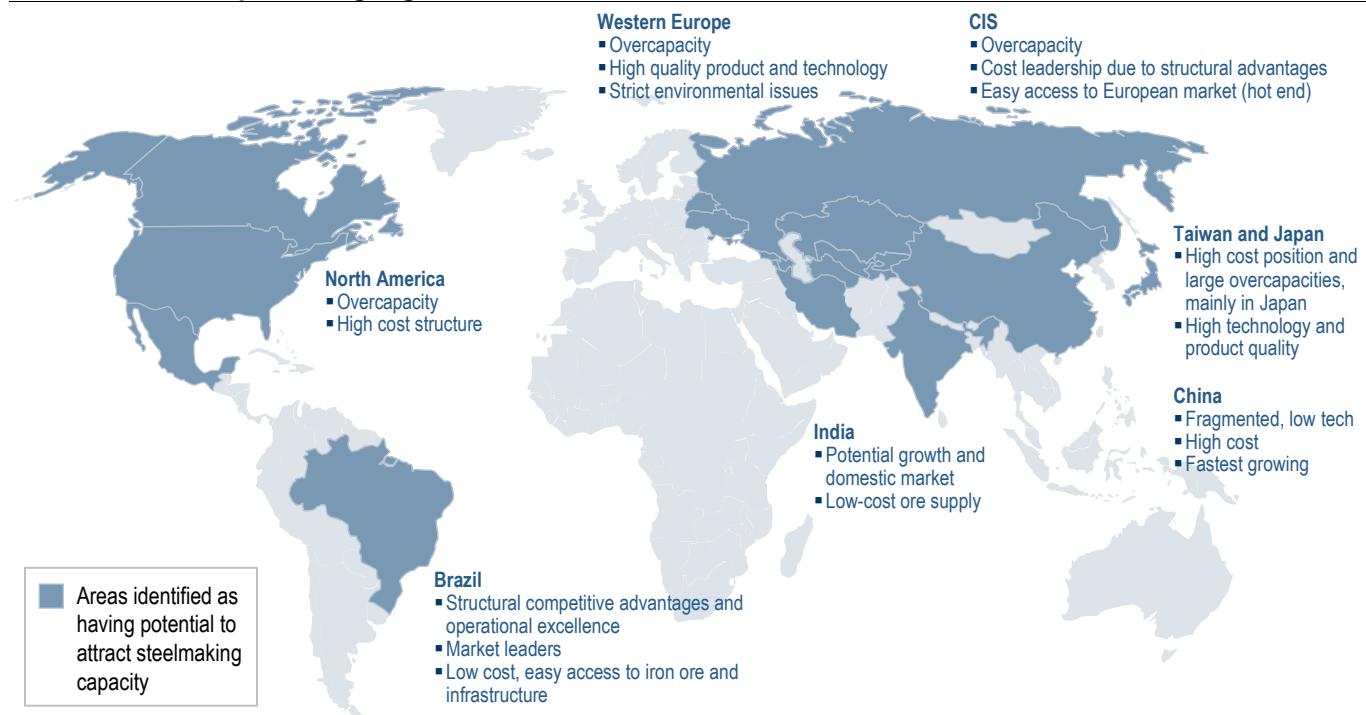 Western Europe
▪ Overcapacity
▪ High quality product and technology
▪ Strict environmental issues
CIS
▪ Overcapacity
▪ Cost leadership due to structural advantages
▪ Easy access to European market (hot end)
North America
▪ Overcapacity
▪ High cost structure
Taiwan and Japan
▪ High cost position and
large overcapacities,
mainly in Japan
▪ High technology and
product quality
China
▪ Fragmented, low tech
▪ High cost
▪ Fastest growing
India
▪ Potential growth and
domestic market
▪ Low-cost ore supply
Brazil
▪ Structural competitive advantages and
operational excellence
▪ Market leaders
▪ Low cost, easy access to iron ore and
infrastructure
Areas identified as
having potential to
attract steelmaking
capacity